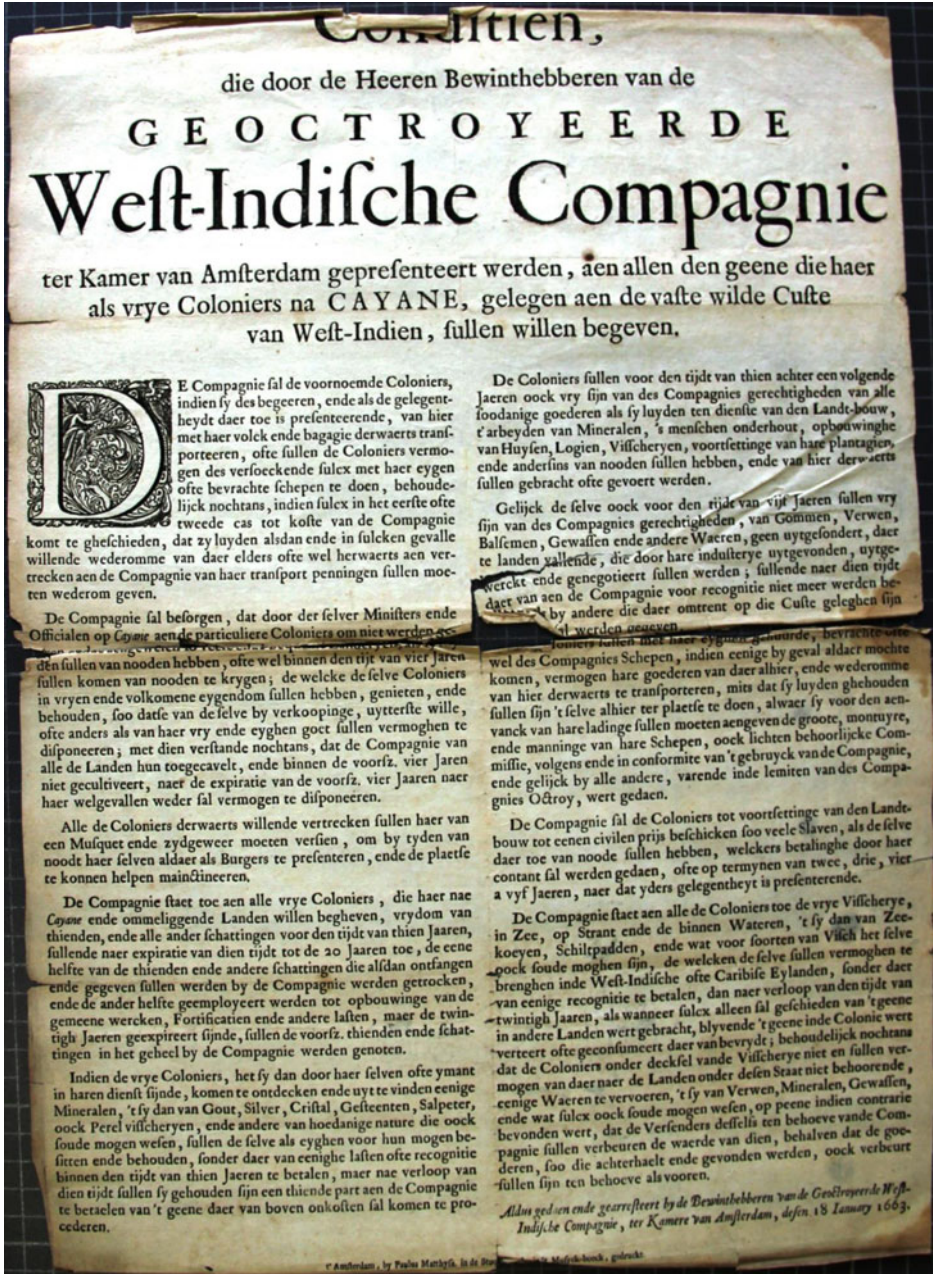 Conditien,
die door de Heeren Bewinthebberen van de
GEOCTROYEERDE
Weſt-Indiſche Compagnie
ter Kamer van Amſterdam gepreſenteert werden, aen allen den geene die haer
als vrye Coloniers na CAYANE, gelegen aen de vaſte wilde Cuſte
van Weſt-Indien, ſullen willen begeven.
DE Compagnie ſal de voornoemde Coloniers,
indien ſy des begeeren, ende als de gelegent-
heydt daer toe is preſenteerende, van hier
met haer volck ende bagagie derwaerts tranſ-
porteeren, ofte ſullen de Coloniers vermo-
gen des verſoeckende ſulcx met haer eygen
ofte bevrachte ſchepen te doen, behoude-
lijck nochtans, indien ſulcx in het eerſte ofte
tweede cas tot koſte van de Compagnie
komt te gheſchieden, dat zy luyden alsdan ende in ſulcken gevalle
willende wederomme van daer elders ofte wel herwaerts aen ver-
trecken aen de Compagnie van haer tranſport penningen ſullen moe-
ten wederom geven.
De Compagnie ſal beſorgen, dat door der ſelver Miniſters ende
Officialen op Cayane aen de particuliere Coloniers om niet werden ge-
den ſullen van nooden hebben, ofte wel binnen den tijt van vier Jaren
ſullen komen van nooden te krygen; de welcke de ſelve Coloniers
in vryen ende volkomene eygendom ſullen hebben, genieten, ende
behouden, ſoo datſe van de ſelve by verkoopinge, uytterſte wille,
ofte anders als van haer vry ende eyghen goet ſullen vermoghen te
diſponeeren; met dien verſtande nochtans, dat de Compagnie van
alle de Landen hun toegecavelt, ende binnen de voorſz. vier Jaren
niet gecultiveert, naer de expiratie van de voorſz. vier Jaaren naer
haer welgevallen weder ſal vermogen te diſponeeren.
Alle de Coloniers derwaerts willende vertrecken ſullen haer van
een Muſquet ende zydgeweer moeten verſien, om by tyden van
noodt haer ſelven aldaer als Burgers te preſenteren, ende de plaetſe
te konnen helpen mainctineeren.
De Compagnie ſtaet toe aen alle vrye Coloniers, die haer nae
Cayane ende ommeliggende Landen willen begheven, vrydom van
thienden, ende alle ander ſchattingen voor den tijdt van thien Jaaren,
ſullende naer expiratie van dien tijdt tot de 20 Jaaren toe, de eene
helfte van de thienden ende andere ſchattingen die alſdan ontfangen
ende gegeven ſullen werden by de Compagnie werden getrocken,
ende de ander helfte geemployeert werden tot opbouwinge van de
gemeene wercken, Fortificatien ende andere laſten, maer de twin-
tigh Jaeren geexpireert ſijnde, ſullen de voorſz. thienden ende ſchat-
tingen in het geheel by de Compagnie werden genoten.
Indien de vrye Coloniers, het ſy dan door haer ſelven ofte ymant
in haren dienſt ſijnde, komen te ontdecken ende uyt te vinden eenige
Mineralen, 't ſy dan van Gout, Silver, Criſtal, Geſteenten, Salpeter,
oock Perel viſſcheryen, ende andere van hoedanige nature die oock
ſoude mogen weſen, ſullen de ſelve als eyghen voor hun mogen be-
ſitten ende behouden, ſonder daer van eenighe laſten ofte recognitie
binnen den tijdt van thien Jaeren te betalen, maer nae verloop van
dien tijdt ſullen ſy gehouden ſijn een thiende part aen de Compagnie
te betaelen van 't geene daer van boven onkoſten ſal komen te pro-
cederen.
De Coloniers ſullen voor den tijdt van thien achter een volgende
Jaeren oock vry ſijn van des Compagnies gerechtigheden van alle
ſoodanige goederen als ſy luyden ten dienſte van den Landt-bouw,
t'arbeyden van Mineralen, 's menſchen onderhout, opbouwinghe
van Huyſen, Logien, Viſſcheryen, voortſettinge van hare plantagien,
ende anderſins van nooden ſullen hebben, ende van hier derwaerts
ſullen gebracht ofte gevoert werden.
Gelijck de ſelve oock voor den tijdt van vijf Jaeren ſullen vry
ſijn van des Compagnies gerechtigheden, van Gommen, Verwen,
Balſemen, Gewaſſen ende andere Waeren, geen uytgeſondert, daer
te landen vallende, die door hare induſterye uytgevonden, uytge-
werckt ende genegotieert ſullen werden; ſullende naer dien tijdt
daer van aen de Compagnie voor recognitie niet meer werden be-
by andere die daer omtrent op die Cuſte geleghen ſijn
werden gegeven.
ſullen met haer eyghen gehuurde, bevrachte ofte
wel des Compagnies Schepen, indien eenige by geval aldaer mochte
komen, vermogen hare goederen van daer alhier, ende wederomme
van hier derwaerts te tranſporteren, mits dat ſy luyden ghehouden
ſullen ſijn 't ſelve alhier ter plaetſe te doen, alwaer ſy voor den aen-
vanck van hare ladinge ſullen moeten aengeven de groote, montuyre,
ende manninge van hare Schepen, oock lichten behoorlijcke Com-
miſſie, volgens ende in conformite van 't gebruyck van de Compagnie,
ende gelijck by alle andere, varende inde lemiten van des Compa-
gnies Octroy, wert gedaen.
De Compagnie ſal de Coloniers tot voortſettinge van den Landt-
bouw tot eenen civilen prijs beſchicken ſoo veele Slaven, als de ſelve
daer toe van noode ſullen hebben, welckers betalinghe door haer
contant ſal werden gedaen, ofte op termynen van twee, drie, vier
a vyf Jaeren, naer dat yders gelegentheyt is preſenterende.
De Compagnie ſtaet aen alle de Coloniers toe de vrye Viſſcherye,
in Zee, op Strant ende de binnen Wateren, 't ſy dan van Zee-
koeyen, Schiltpadden, ende wat voor ſoorten van Viſch het ſelve
oock ſoude moghen ſijn, de welcken de ſelve ſullen vermoghen te
brenghen inde Weſt-Indiſche ofte Caribiſe Eylanden, ſonder daer
van eenige recognitie te betalen, dan naer verloop van den tijdt van
twintigh Jaaren, als wanneer ſulcx alleen ſal geſchieden van 't geene
in andere Landen wert gebracht, blyvende 't geene inde Colonie wert
verteert ofte geconſumeert daer van bevrydt; behoudelijck nochtans
dat de Coloniers onder deckſel vande Viſſcherye niet en ſullen ver-
mogen van daer naer de Landen onder deſen Staat niet behoorende,
eenige Waeren te vervoeren, 't ſy van Verwen, Mineralen, Gewaſſen,
ende wat ſulcx oock ſoude mogen weſen, op peene indien contrarie
bevonden wert, dat de Verſenders deſſelfs ten behoeve vande Com-
pagnie ſullen verbeuren de waerde van dien, behalven dat de goe-
deren, ſoo die achterhaelt ende gevonden werden, oock verbeurt
ſullen ſijn ten behoeve als vooren.
Aldus gedaen ende gearreſteert by de Bewinthebberen van de Geoctroyeerde Weſt-
Indiſche Compagnie, ter Kamere van Amſterdam, deſen 18 January 1663.
t' Amſterdam, by Paulus Matthyſz, in de Muſyck-boeck, gedruckt